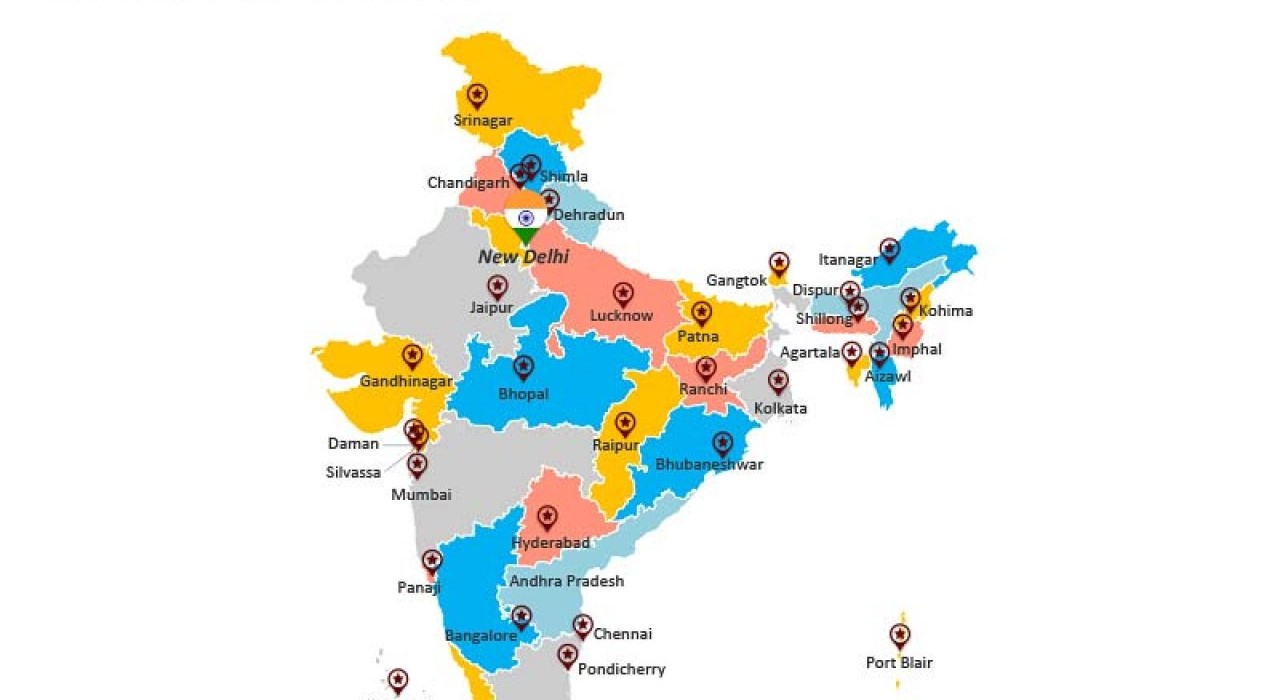 Srinagar
Chandigarh
Shimla
Dehradun
New Delhi
Jaipur
Lucknow
Gangtok
Itanagar
Dispur
Kohima
Shillong
Patna
Imphal
Agartala
Aizawl
Gandhinagar
Bhopal
Ranchi
Kolkata
Daman
Raipur
Silvassa
Bhubaneshwar
Mumbai
Hyderabad
Panaji
Andhra Pradesh
Bangalore
Chennai
Port Blair
Pondicherry